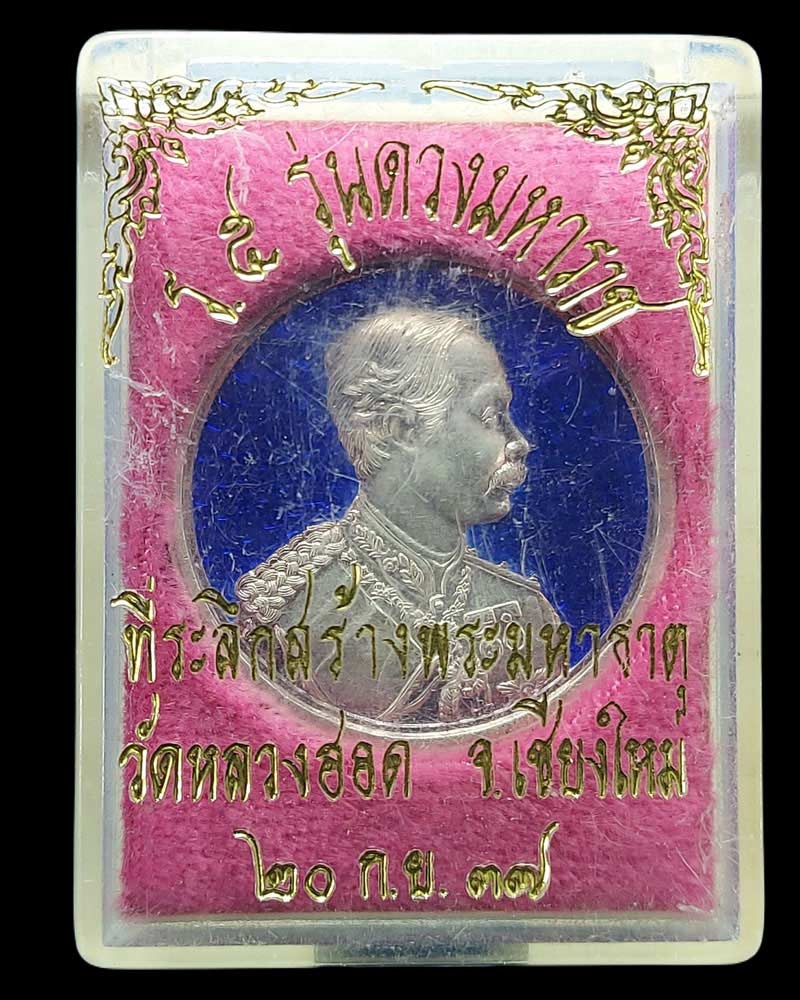 ร.๕ รุ่นดวงมหาราช
ที่ระลึกสร้างพระมหาธาตุ
วัดหลวงฮอด จ.เชียงใหม่
๒๐ ก.ย. ๓๗